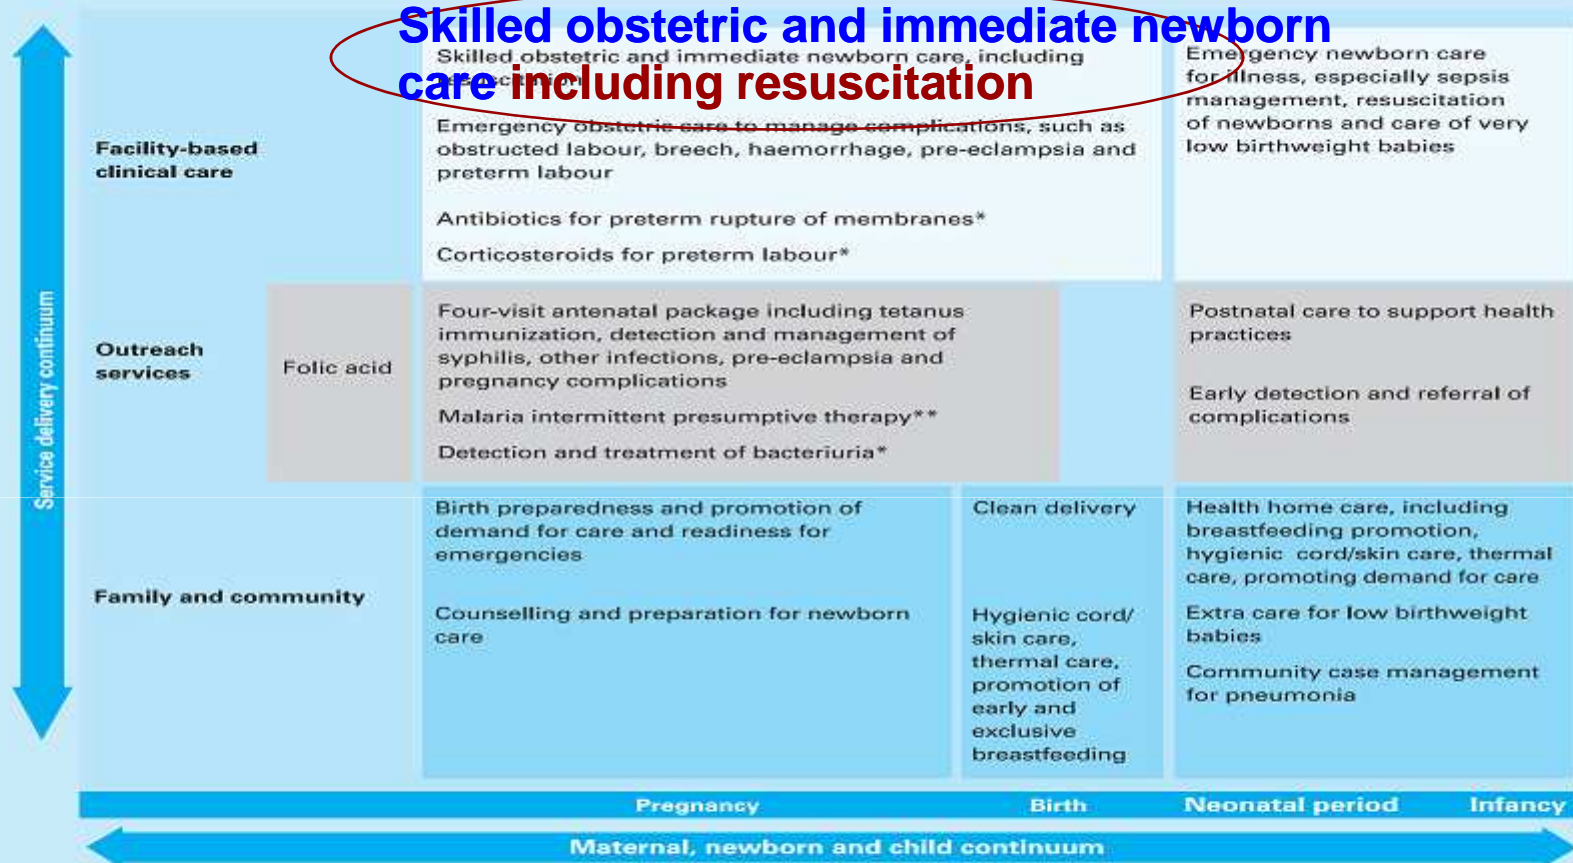 Skilled obstetric and immediate newborn
care including resuscitation
Skilled obstetric and immediate newborn care, including
resuscitation
Emergency obstetric care to manage complications, such as
obstructed labour, breech, haemorrhage, pre-eclampsia and
preterm labour
Antibiotics for preterm rupture of membranes*
Corticosteroids for preterm labour*
Emergency newborn care
for illness, especially sepsis
management, resuscitation
of newborns and care of very
low birthweight babies
Facility-based
clinical care
Service delivery continuum
Outreach
services
Folic acid
Four-visit antenatal package including tetanus
immunization, detection and management of
syphilis, other infections, pre-eclampsia and
pregnancy complications
Malaria intermittent presumptive therapy**
Detection and treatment of bacteriuria*
Postnatal care to support health
practices
Early detection and referral of
complications
Family and community
Birth preparedness and promotion of
demand for care and readiness for
emergencies
Counselling and preparation for newborn
care
Clean delivery
Hygienic cord/
skin care,
thermal care,
promotion of
early and
exclusive
breastfeeding
Health home care, including
breastfeeding promotion,
hygienic cord/skin care, thermal
care, promoting demand for care
Extra care for low birthweight
babies
Community case management
for pneumonia
Pregnancy
Birth
Neonatal period
Infancy
Maternal, newborn and child continuum